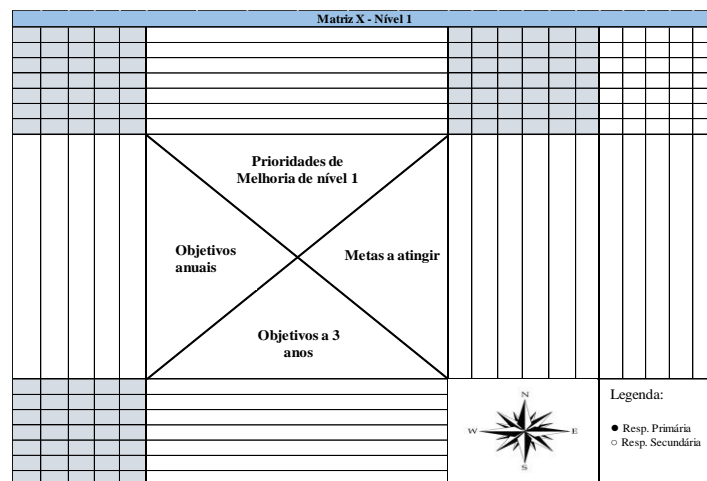 Matriz X - Nível 1
Prioridades de
Melhoria de nível 1
Objetivos
anuais
Metas a atingir
Objetivos a 3
anos
N
W
E
S
Legenda:
● Resp. Primária
○ Resp. Secundária